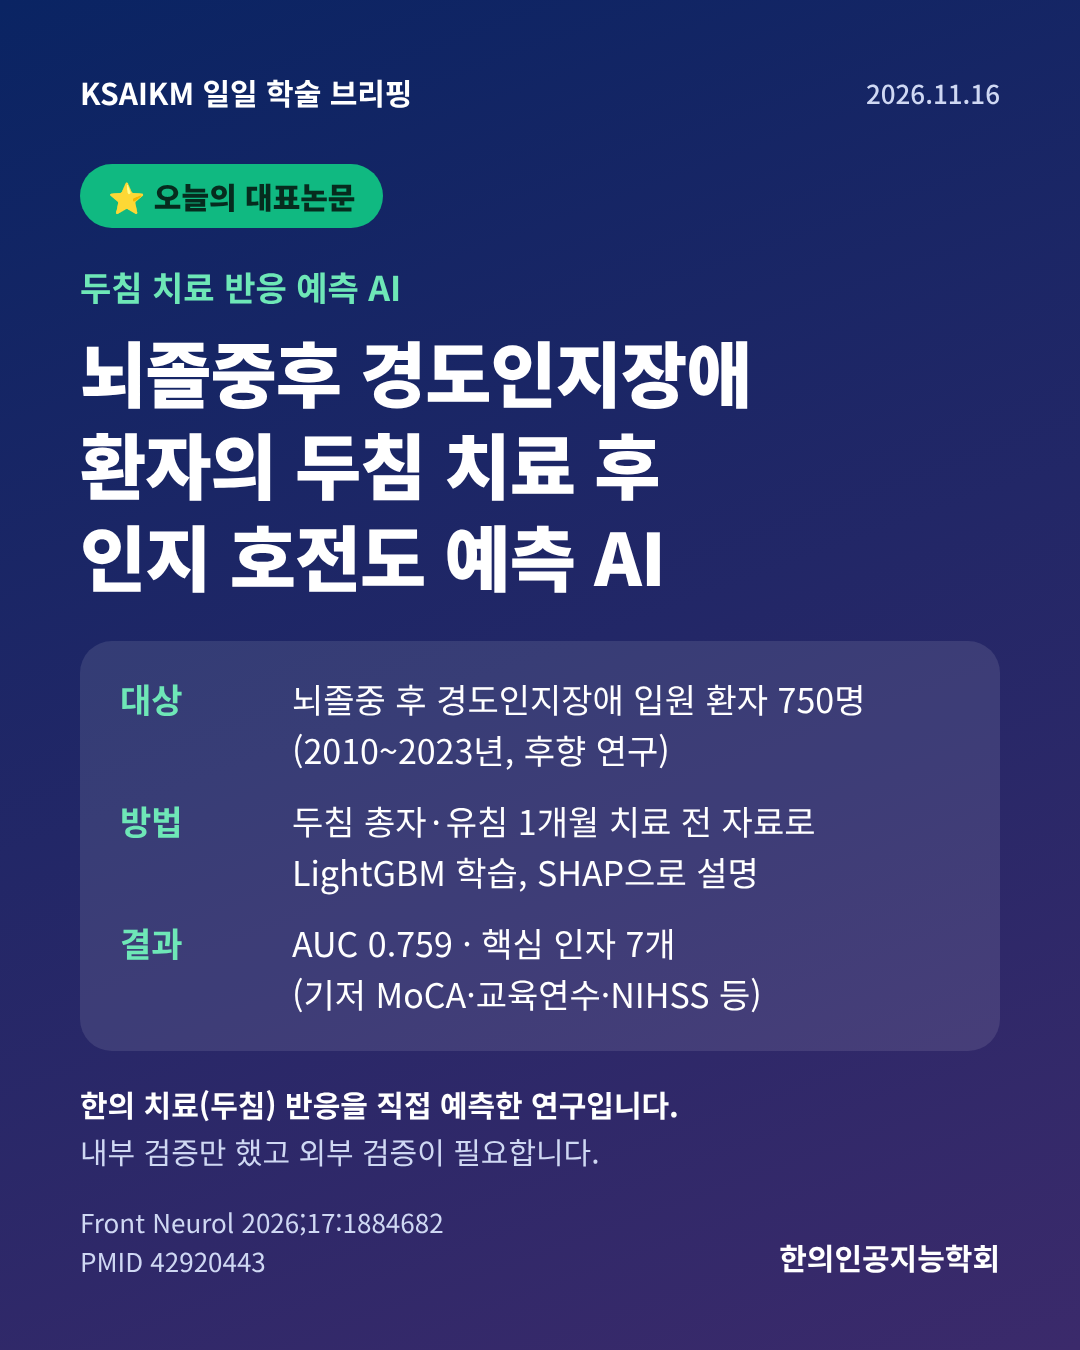 KSAIKM 일일 학술 브리핑
2026.11.16
⭐ 오늘의 대표논문
두침 치료 반응 예측 AI
뇌졸중후 경도인지장애
환자의 두침 치료 후
인지 호전도 예측 AI
대상
뇌졸중 후 경도인지장애 입원 환자 750명
(2010~2023년, 후향 연구)
방법
두침 총자·유침 1개월 치료 전 자료로
LightGBM 학습, SHAP으로 설명
결과
AUC 0.759 · 핵심 인자 7개
(기저 MoCA·교육연수·NIHSS 등)
한의 치료(두침) 반응을 직접 예측한 연구입니다.
내부 검증만 했고 외부 검증이 필요합니다.
Front Neurol 2026;17:1884682
PMID 42920443
한의인공지능학회